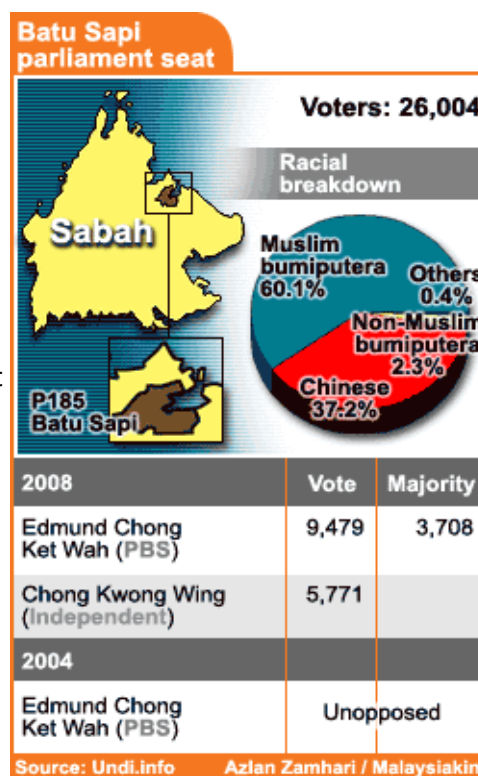 Batu Sapi
parliament seat
Voters: 26,004
Racial
breakdown
Sabah
Muslim
bumiputera
60.1%
Others
0.4%
Non-Muslim
bumiputera
2.3%
Chinese
37.2%
P185
Batu Sapi
2008 Vote Majority
Edmund Chong
Ket Wah (PBS) 9,479 3,708
Chong Kwong Wing
(Independent) 5,771
2004
Edmund Chong
Ket Wah (PBS) Unopposed
Source: Undi.info Azlan Zamhari / Malaysiakin